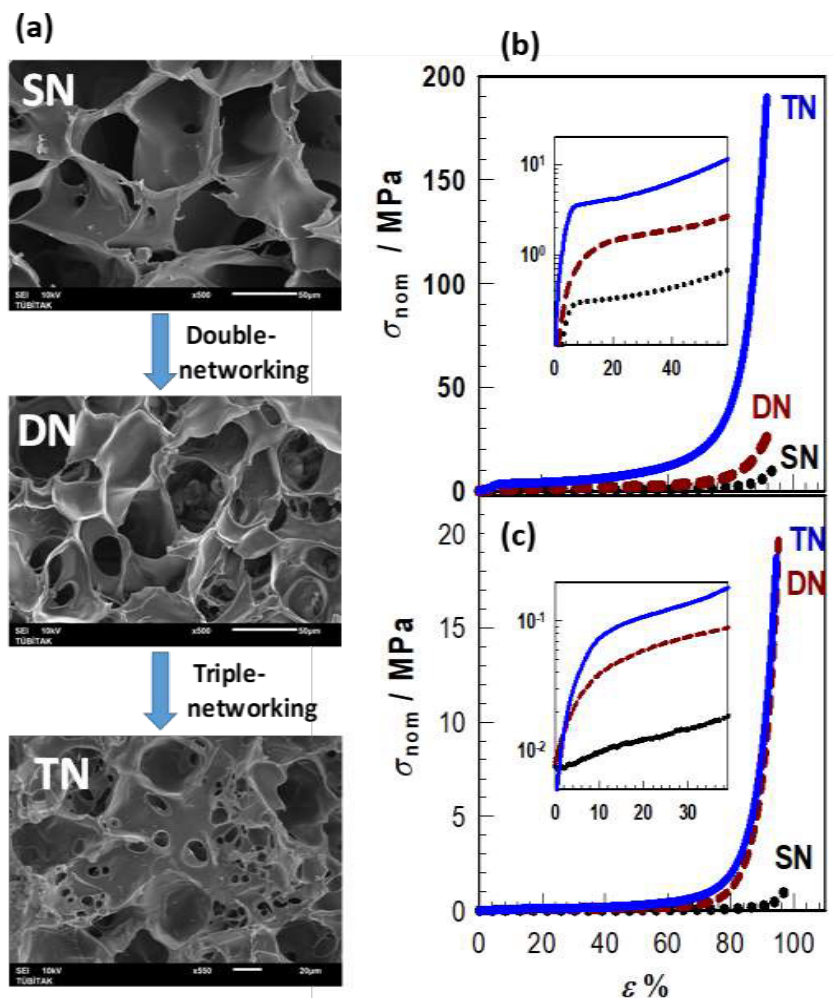 (a)
SN
SEI 10kV x500 50µm
TÜBİTAK
Double-
networking
DN
SEI 10kV x500 50µm
TÜBİTAK
Triple-
networking
TN
SEI 10kV x550 20µm
TÜBİTAK
(b)
200
150
100
50
0
σnom / MPa
TN
DN
SN
10¹
10⁰
0 20 40
(c)
20
15
10
5
0
σnom / MPa
TN
DN
SN
10⁻¹
10⁻²
0 10 20 30
0 20 40 60 80 100
ε %